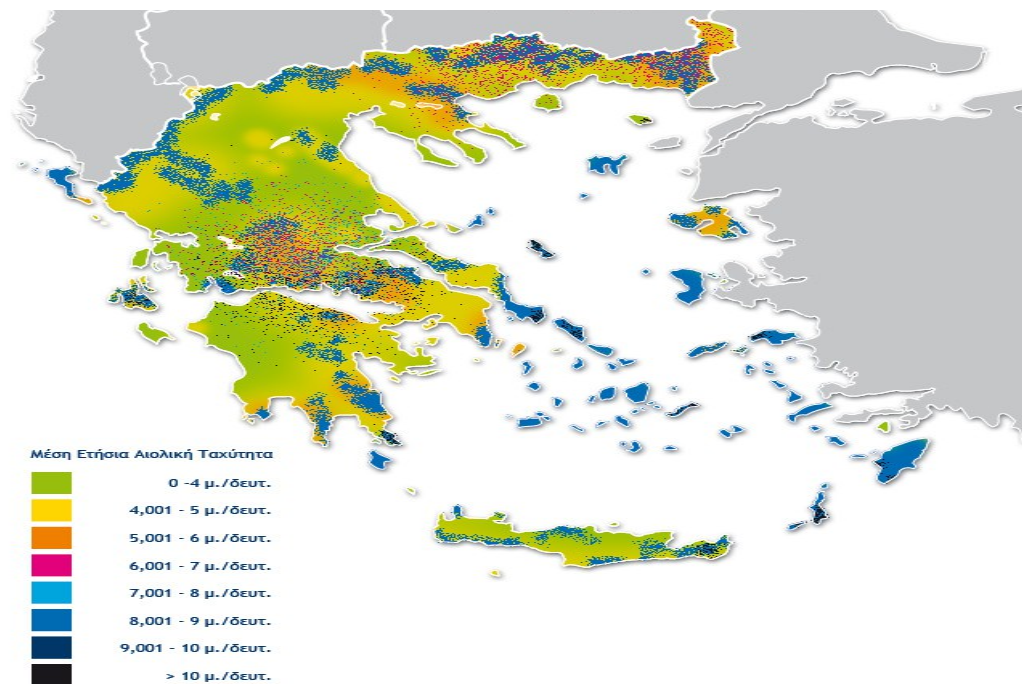 Μέση Ετήσια Αιολική Ταχύτητα
0 -4 μ./δευτ.
4,001 - 5 μ./δευτ.
5,001 - 6 μ./δευτ.
6,001 - 7 μ./δευτ.
7,001 - 8 μ./δευτ.
8,001 - 9 μ./δευτ.
9,001 - 10 μ./δευτ.
> 10 μ./δευτ.